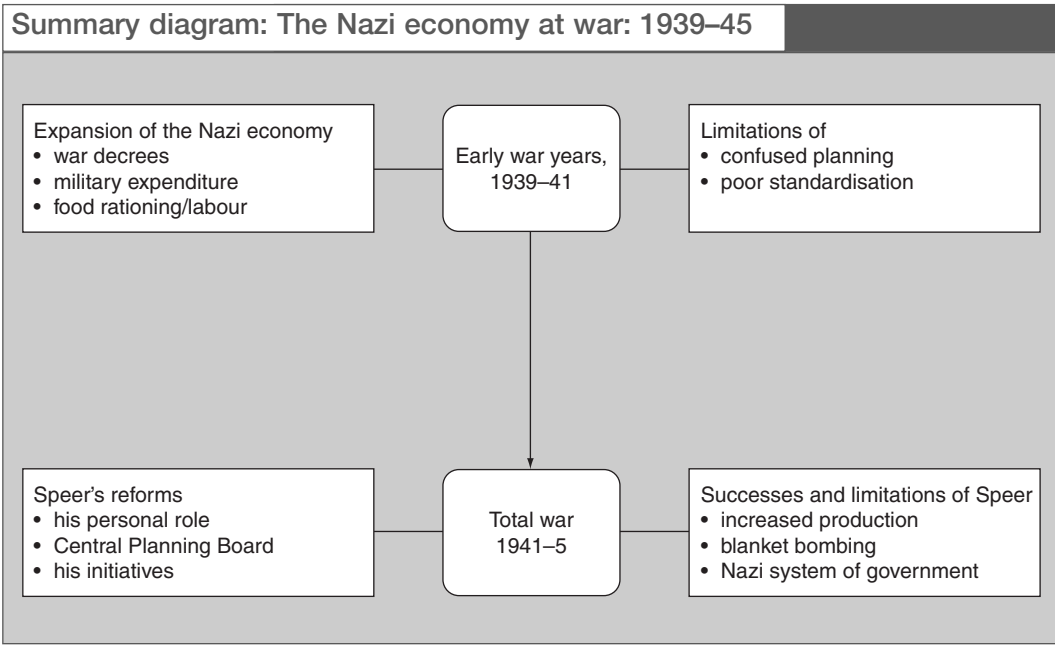 Summary diagram: The Nazi economy at war: 1939–45
Expansion of the Nazi economy
• war decrees
• military expenditure
• food rationing/labour
Early war years,
1939–41
Limitations of
• confused planning
• poor standardisation
Speer's reforms
• his personal role
• Central Planning Board
• his initiatives
Total war
1941–5
Successes and limitations of Speer
• increased production
• blanket bombing
• Nazi system of government